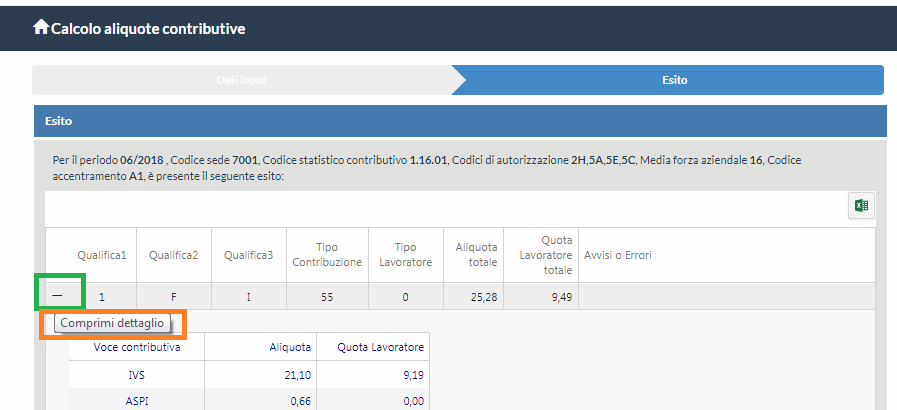 Calcolo aliquote contributive
Dati input
Esito
Esito
Per il periodo 06/2018 , Codice sede 7001, Codice statistico contributivo 1.16.01, Codici di autorizzazione 2H,5A,5E,5C, Media forza aziendale 16, Codice
accentramento A1, è presente il seguente esito:
Qualifica1 Qualifica2 Qualifica3 Tipo Contribuzione Tipo Lavoratore Aliquota totale Quota Lavoratore totale Avvisi o Errori
1 F I 55 0 25,28 9,49
Comprimi dettaglio
Voce contributiva Aliquota Quota Lavoratore
IVS 21,10 9,19
ASPI 0,66 0,00